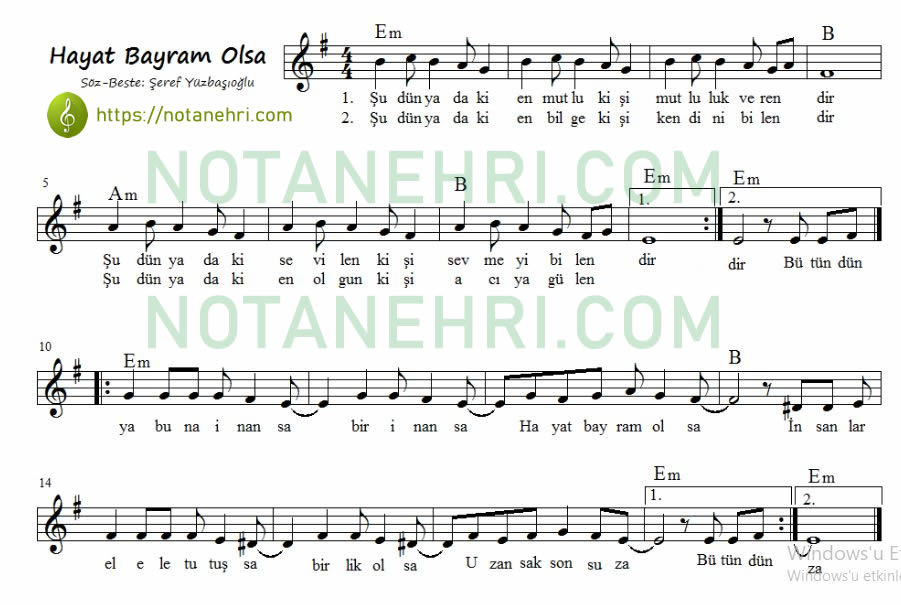 Hayat Bayram Olsa
Söz-Beste: Şeref Yüzbaşıoğlu
https://notanehri.com
Em B
4
4
1. Şu dün ya da ki en mut lu ki şi mut lu luk ve ren dir
2. Şu dün ya da ki en bil ge ki şi ken di ni bi len dir
NOTANEHRI.COM
5 Am B Em Em
1. 2.
Şu dün ya da ki se vi len ki şi sev me yi bi len dir dir Bü tün dün
Şu dün ya da ki en ol gun ki şi a cı ya gü len
NOTANEHRI.COM
10 Em B
ya bu na i nan sa bir i nan sa Ha yat bay ram ol sa İn san lar
14 Em Em
1. 2.
el e le tu tuş sa bir lik ol sa U zan sak son su za Bü tün dün za
Windows'u E
Windows'u etkinle